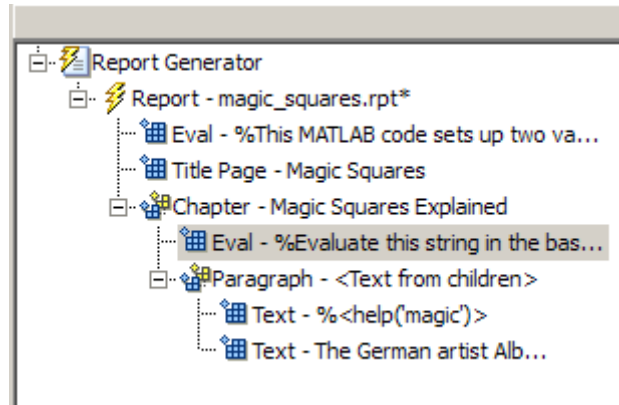 Report Generator
Report - magic_squares.rpt*
Eval - %This MATLAB code sets up two va...
Title Page - Magic Squares
Chapter - Magic Squares Explained
Eval - %Evaluate this string in the bas...
Paragraph - <Text from children>
Text - %<help('magic')>
Text - The German artist Alb...